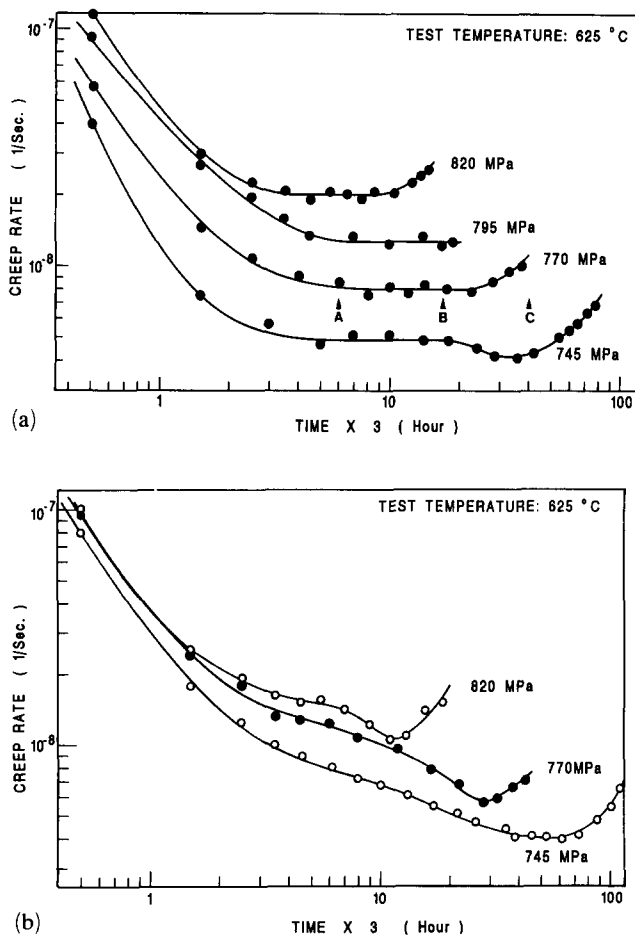 TEST TEMPERATURE: 625 °C
10⁻⁷
820 MPa
795 MPa
770 MPa
10⁻⁸
A
B
C
745 MPa
CREEP RATE ( 1/Sec. )
1
10
100
(a)
TIME X 3 ( Hour )
TEST TEMPERATURE: 625 °C
10⁻⁷
820 MPa
10⁻⁸
770MPa
745 MPa
CREEP RATE ( 1/Sec. )
1
10
100
(b)
TIME X 3 ( Hour )